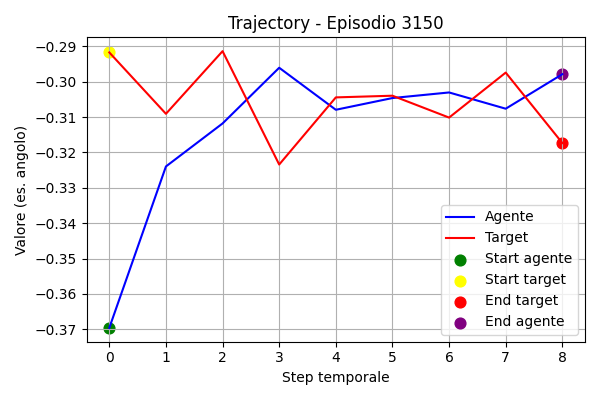 Trajectory - Episodio 3150
Valore (es. angolo)
−0.29
−0.30
−0.31
−0.32
−0.33
−0.34
−0.35
−0.36
−0.37
Agente
Target
Start agente
Start target
End target
End agente
0 1 2 3 4 5 6 7 8
Step temporale